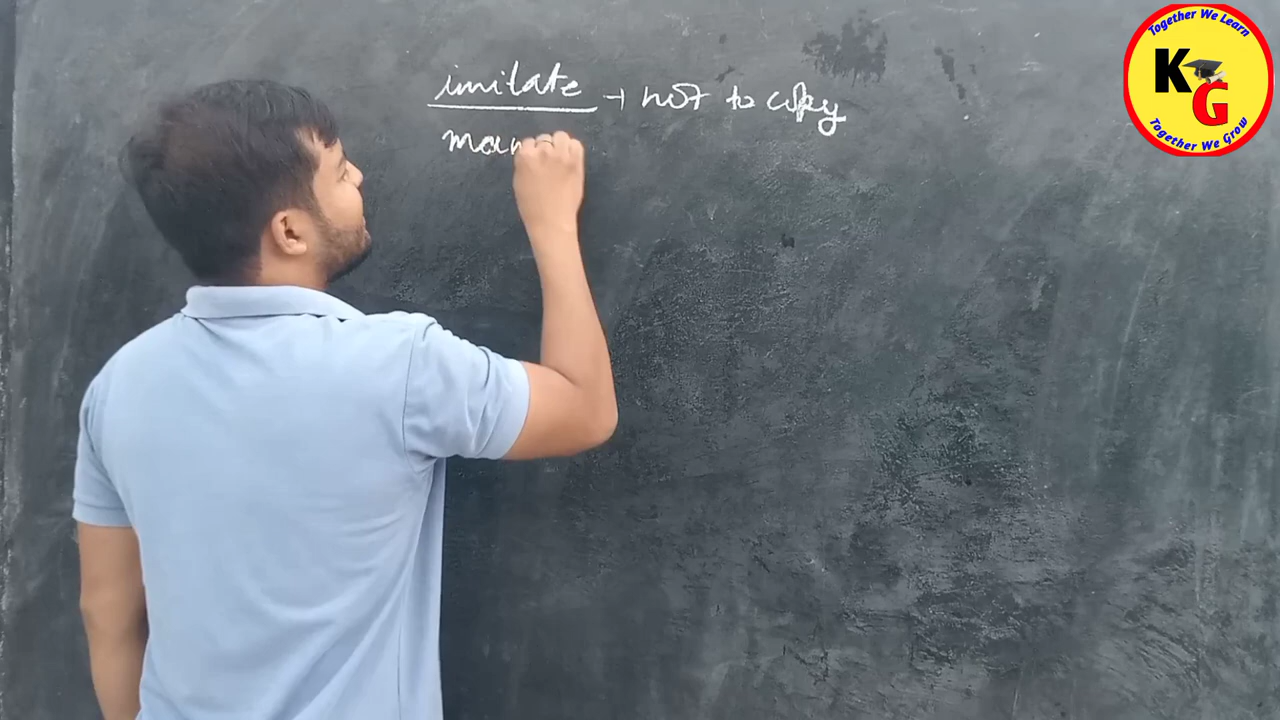 imitate → not to copy
man
Together We Learn
K G
Together We Grow